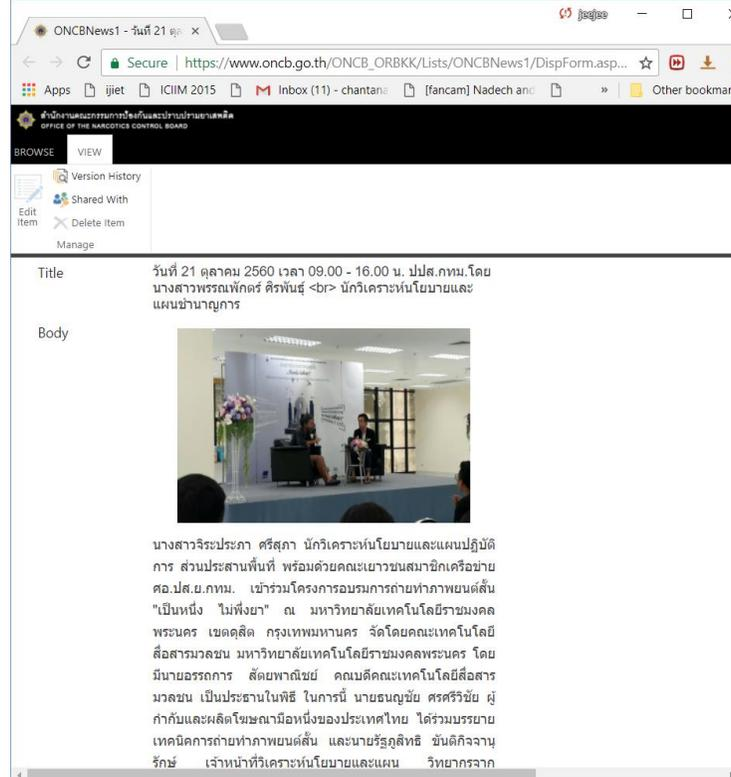 jeejee
ONCBNews1 - วันที่ 21 ตุล
Secure | https://www.oncb.go.th/ONCB_ORBKK/Lists/ONCBNews1/DispForm.asp...
Apps ijiet ICIIM 2015 Inbox (11) - chantana [fancam] Nadech and » Other bookmar
สำนักงานคณะกรรมการป้องกันและปราบปรามยาเสพติด
OFFICE OF THE NARCOTICS CONTROL BOARD
BROWSE VIEW
Version History
Shared With
Edit Item
Delete Item
Manage
Title วันที่ 21 ตุลาคม 2560 เวลา 09.00 - 16.00 น. ปปส.กทม.โดย
นางสาวพรรณพักตร์ ศิรพันธุ์ <br> นักวิเคราะห์นโยบายและ
แผนชำนาญการ
Body
นางสาวจิระประภา ศรีสุภา นักวิเคราะห์นโยบายและแผนปฏิบัติ
การ ส่วนประสานพื้นที่ พร้อมด้วยคณะเยาวชนสมาชิกเครือข่าย
ศอ.ปส.ย.กทม. เข้าร่วมโครงการอบรมการถ่ายทำภาพยนต์สั้น
"เป็นหนึ่ง ไม่พึ่งยา" ณ มหาวิทยาลัยเทคโนโลยีราชมงคล
พระนคร เขตดุสิต กรุงเทพมหานคร จัดโดยคณะเทคโนโลยี
สื่อสารมวลชน มหาวิทยาลัยเทคโนโลยีราชมงคลพระนคร โดย
มีนายอรรถการ สัตยพาณิชย์ คณบดีคณะเทคโนโลยีสื่อสาร
มวลชน เป็นประธานในพิธี ในการนี้ นายธนญชัย ศรศรีวิชัย ผู้
กำกับและผลิตโฆษณามือหนึ่งของประเทศไทย ได้ร่วมบรรยาย
เทคนิคการถ่ายทำภาพยนต์สั้น และนายรัฐภูสิทธิ ขันติกิจจานุ
รักษ์ เจ้าหน้าที่วิเคราะห์นโยบายและแผน วิทยากรจาก